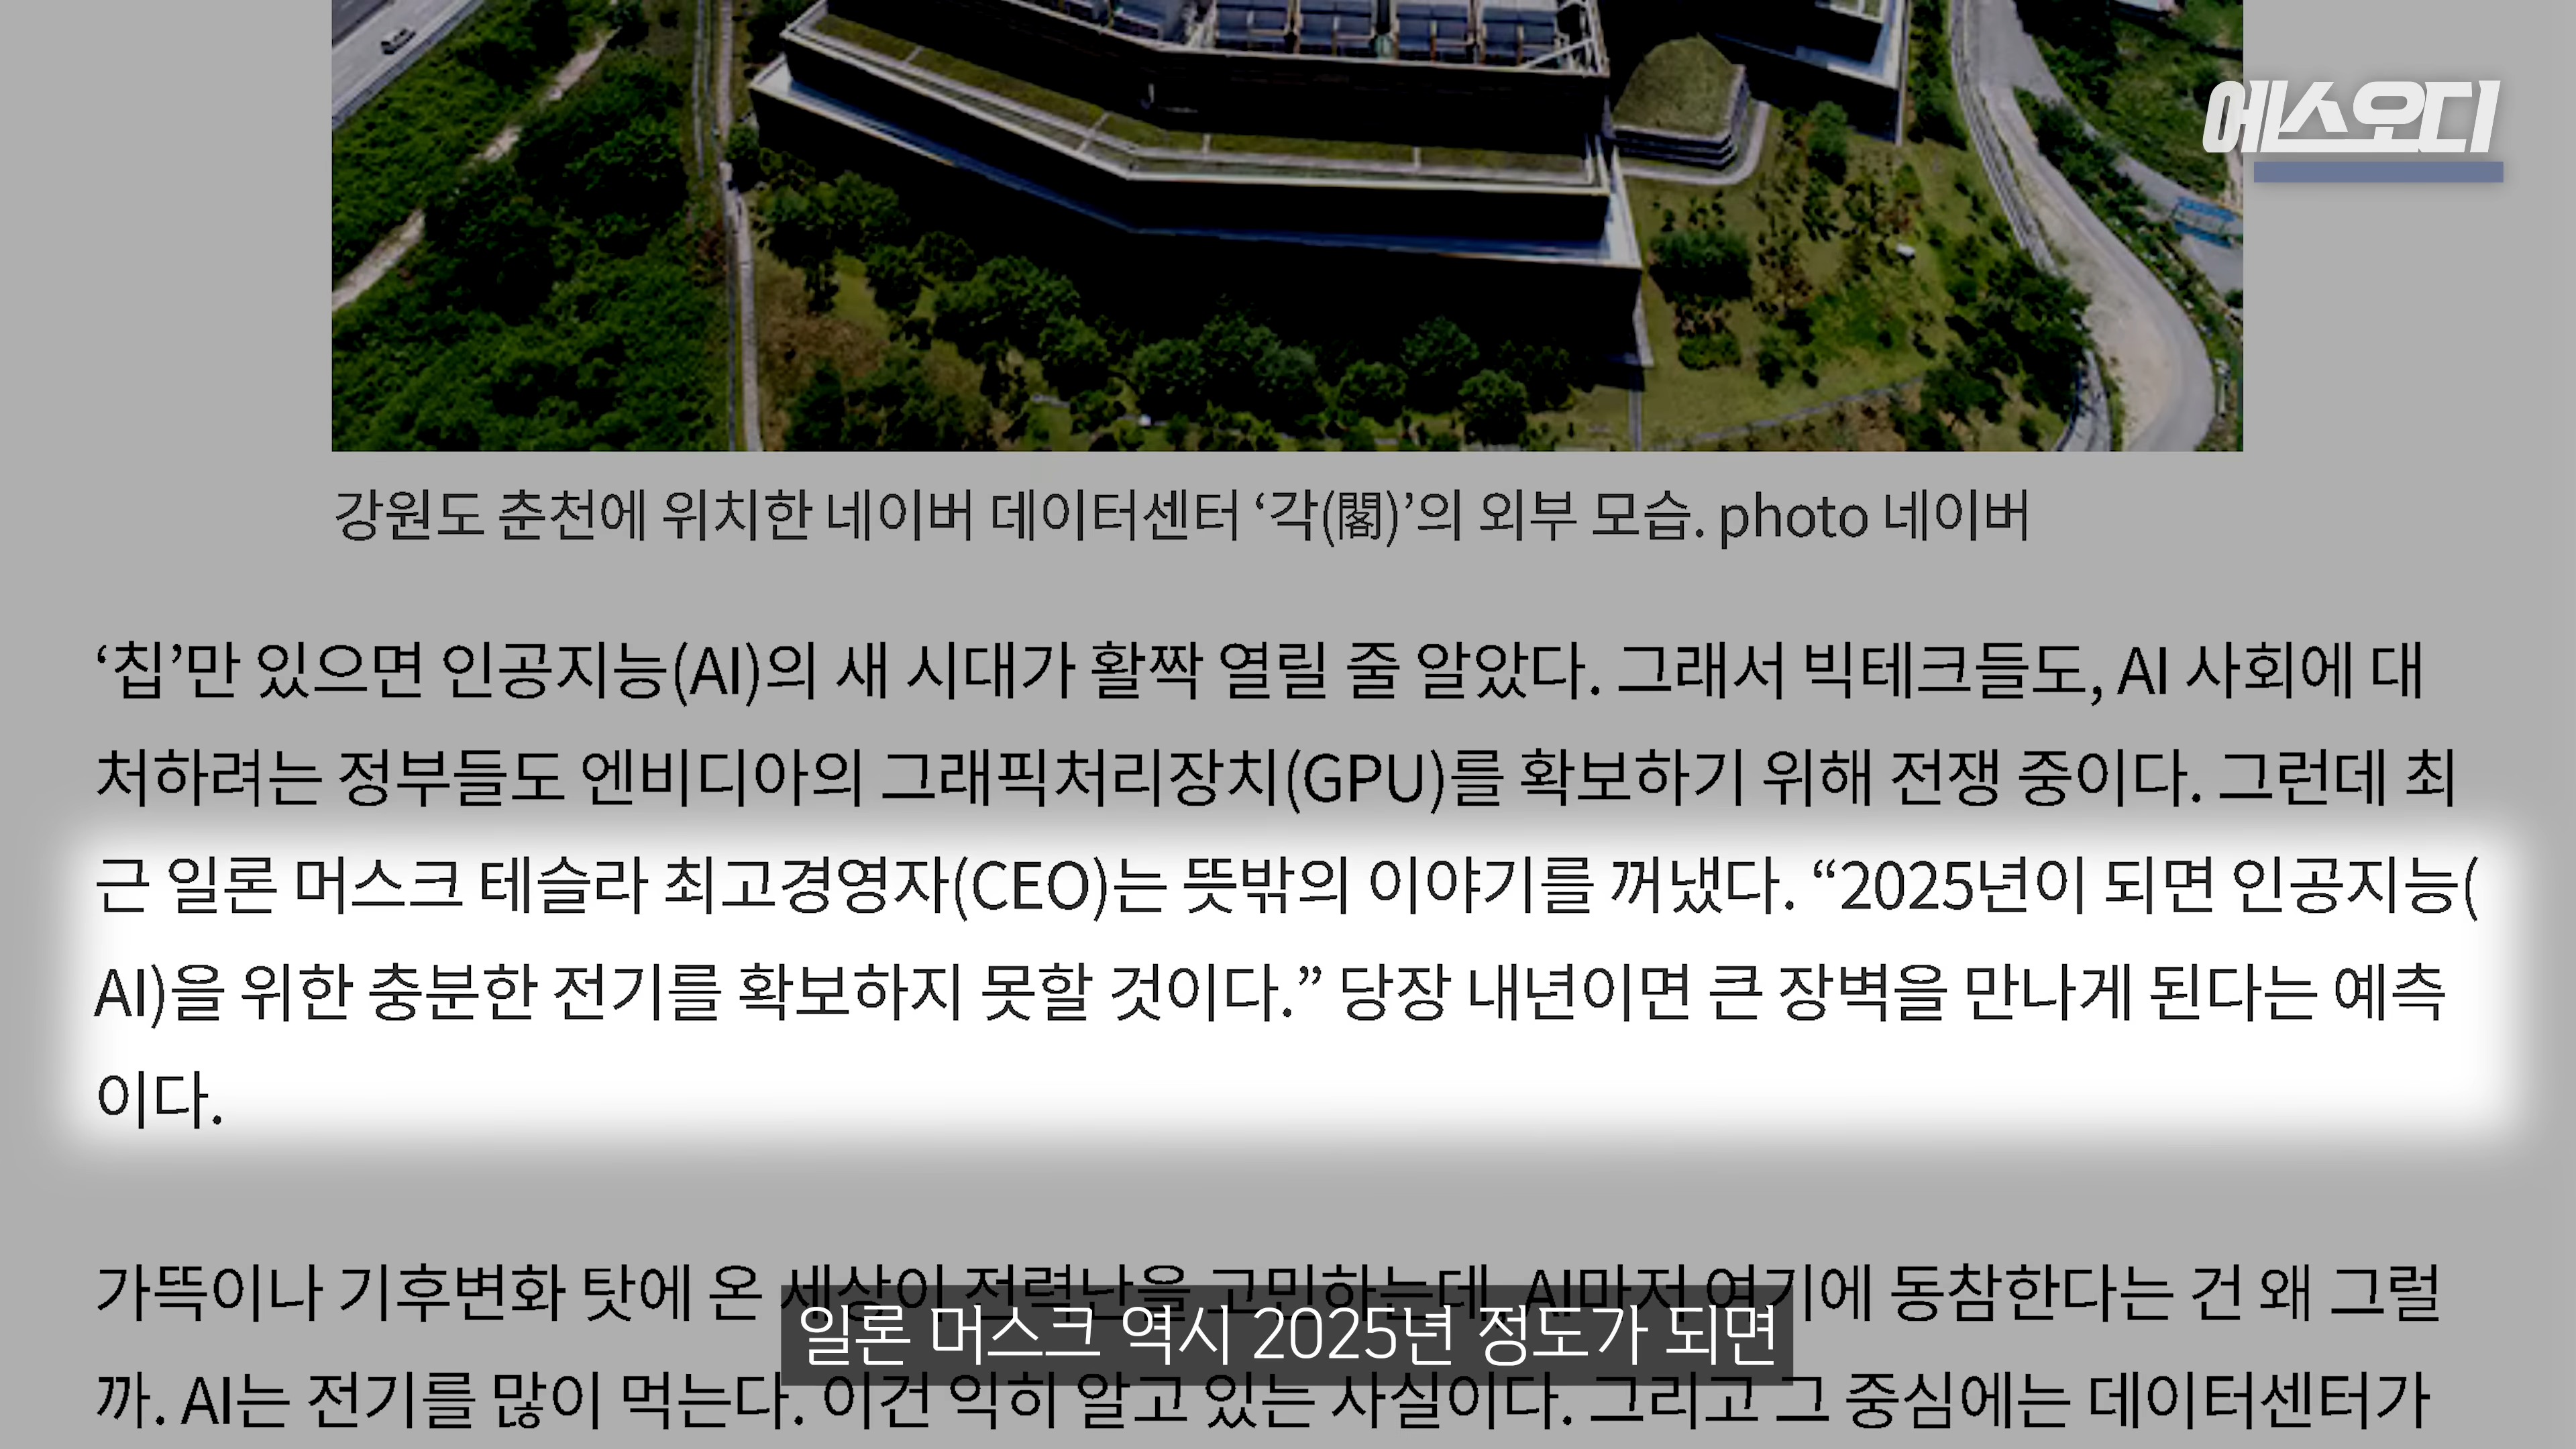 에스오디
강원도 춘천에 위치한 네이버 데이터센터 ‘각(閣)’의 외부 모습. photo 네이버
‘칩’만 있으면 인공지능(AI)의 새 시대가 활짝 열릴 줄 알았다. 그래서 빅테크들도, AI 사회에 대
처하려는 정부들도 엔비디아의 그래픽처리장치(GPU)를 확보하기 위해 전쟁 중이다. 그런데 최
근 일론 머스크 테슬라 최고경영자(CEO)는 뜻밖의 이야기를 꺼냈다. “2025년이 되면 인공지능(
AI)을 위한 충분한 전기를 확보하지 못할 것이다.” 당장 내년이면 큰 장벽을 만나게 된다는 예측
이다.
가뜩이나 기후변화 탓에 온 세상이 전력난을 고민하는데, AI마저 여기에 동참한다는 건 왜 그럴
일론 머스크 역시 2025년 정도가 되면
까. AI는 전기를 많이 먹는다. 이건 익히 알고 있는 사실이다. 그리고 그 중심에는 데이터센터가